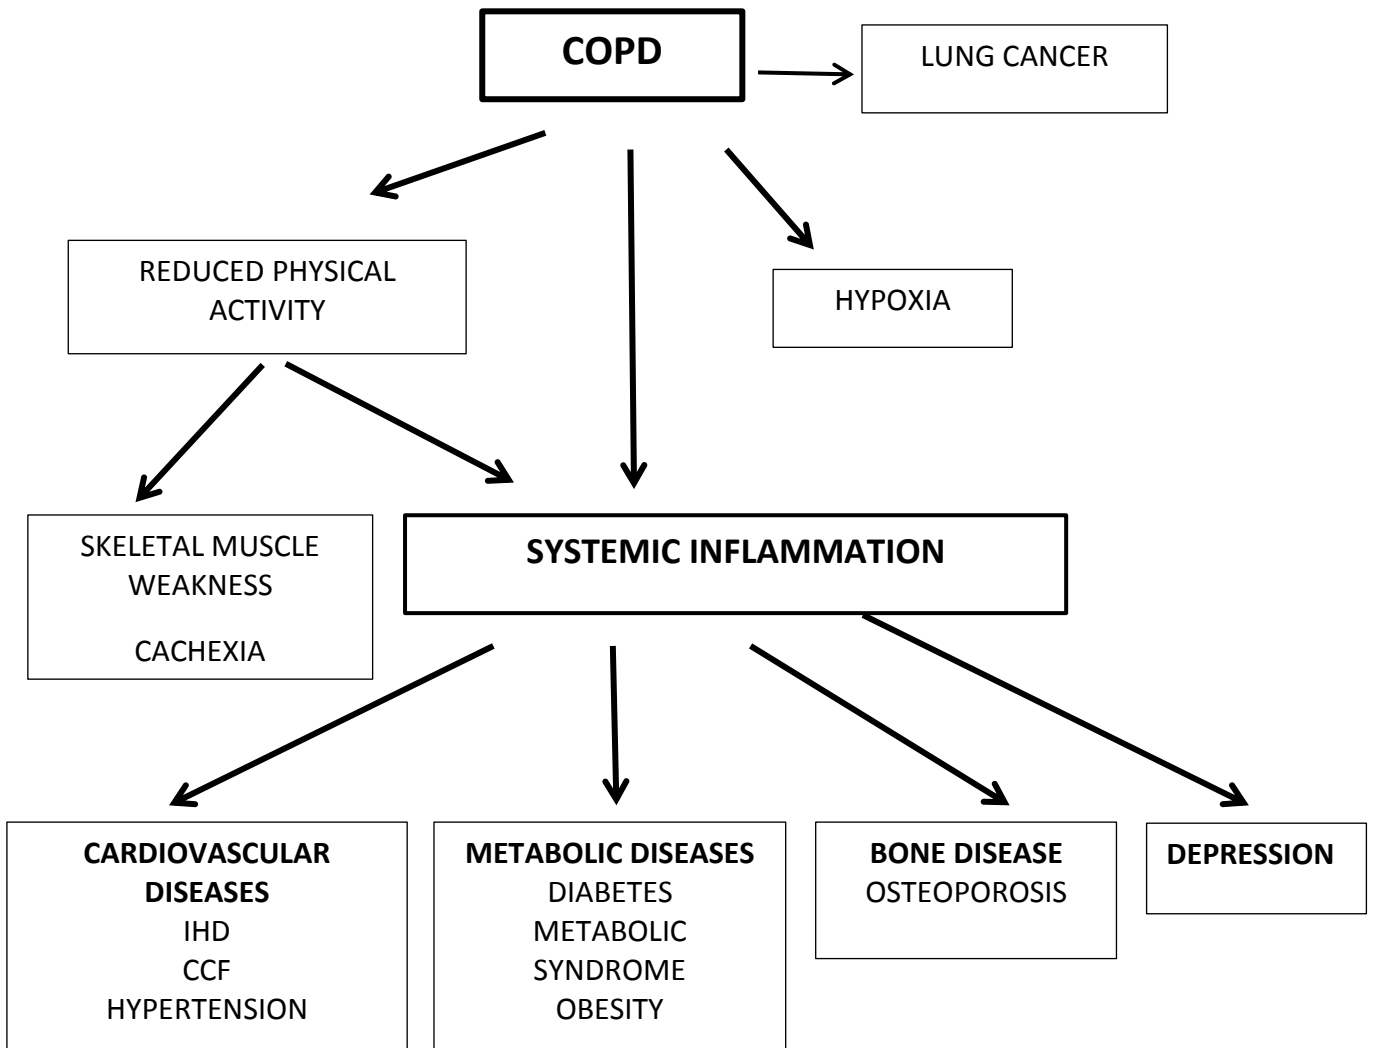 COPD
LUNG CANCER
REDUCED PHYSICAL
ACTIVITY
HYPOXIA
SKELETAL MUSCLE
WEAKNESS
CACHEXIA
SYSTEMIC INFLAMMATION
CARDIOVASCULAR
DISEASES
IHD
CCF
HYPERTENSION
METABOLIC DISEASES
DIABETES
METABOLIC
SYNDROME
OBESITY
BONE DISEASE
OSTEOPOROSIS
DEPRESSION